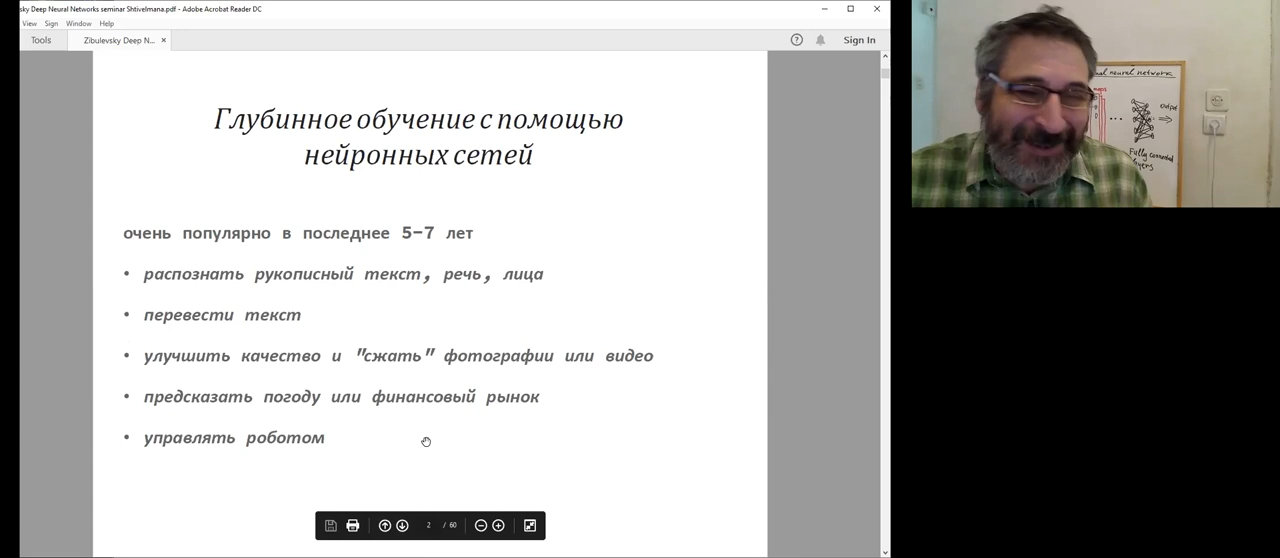 sky Deep Neural Networks seminar Shtivelmana.pdf - Adobe Acrobat Reader DC
View Sign Window Help
Tools Zibulevsky Deep N... × Sign In
Глубинное обучение с помощью
нейронных сетей
очень популярно в последнее 5-7 лет
• распознать рукописный текст, речь, лица
• перевести текст
• улучшить качество и "сжать" фотографии или видео
• предсказать погоду или финансовый рынок
• управлять роботом
2 / 60
nal neural network
maps
output
Fully connected
layers